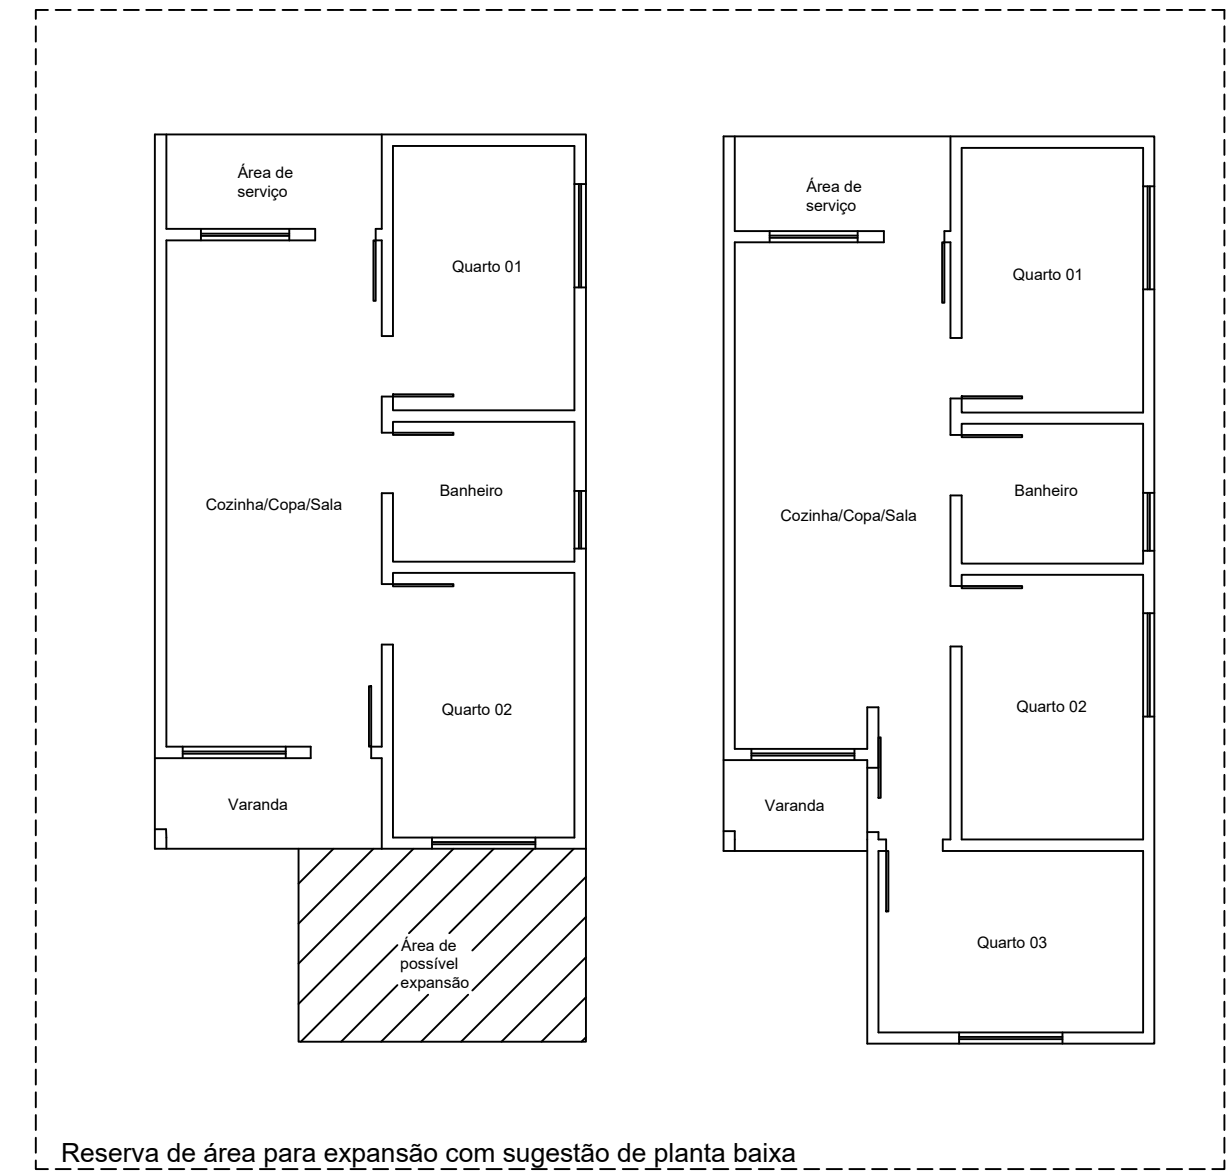 Área de
serviço
Quarto 01
Cozinha/Copa/Sala
Banheiro
Quarto 02
Varanda
Área de
possível
expansão
Área de
serviço
Quarto 01
Banheiro
Cozinha/Copa/Sala
Quarto 02
Varanda
Quarto 03
Reserva de área para expansão com sugestão de planta baixa